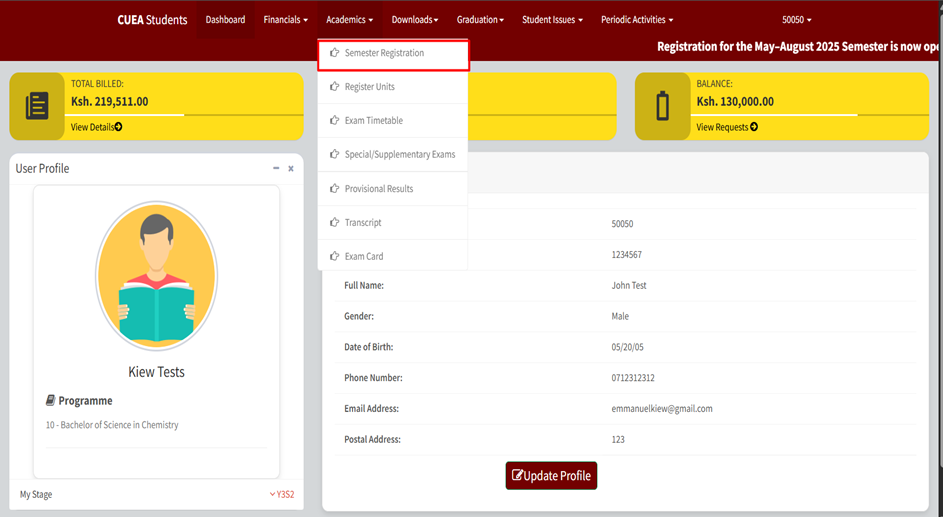 CUEA Students Dashboard Financials Academics Downloads Graduation Student Issues Periodic Activities 50050
Registration for the May–August 2025 Semester is now ope
TOTAL BILLED:
Ksh. 219,511.00
View Details
BALANCE:
Ksh. 130,000.00
View Requests
Semester Registration
Register Units
Exam Timetable
Special/Supplementary Exams
Provisional Results
Transcript
Exam Card
User Profile
Kiew Tests
Programme
10 - Bachelor of Science in Chemistry
My Stage Y3S2
50050
1234567
Full Name: John Test
Gender: Male
Date of Birth: 05/20/05
Phone Number: 0712312312
Email Address: emmanuelkiew@gmail.com
Postal Address: 123
Update Profile